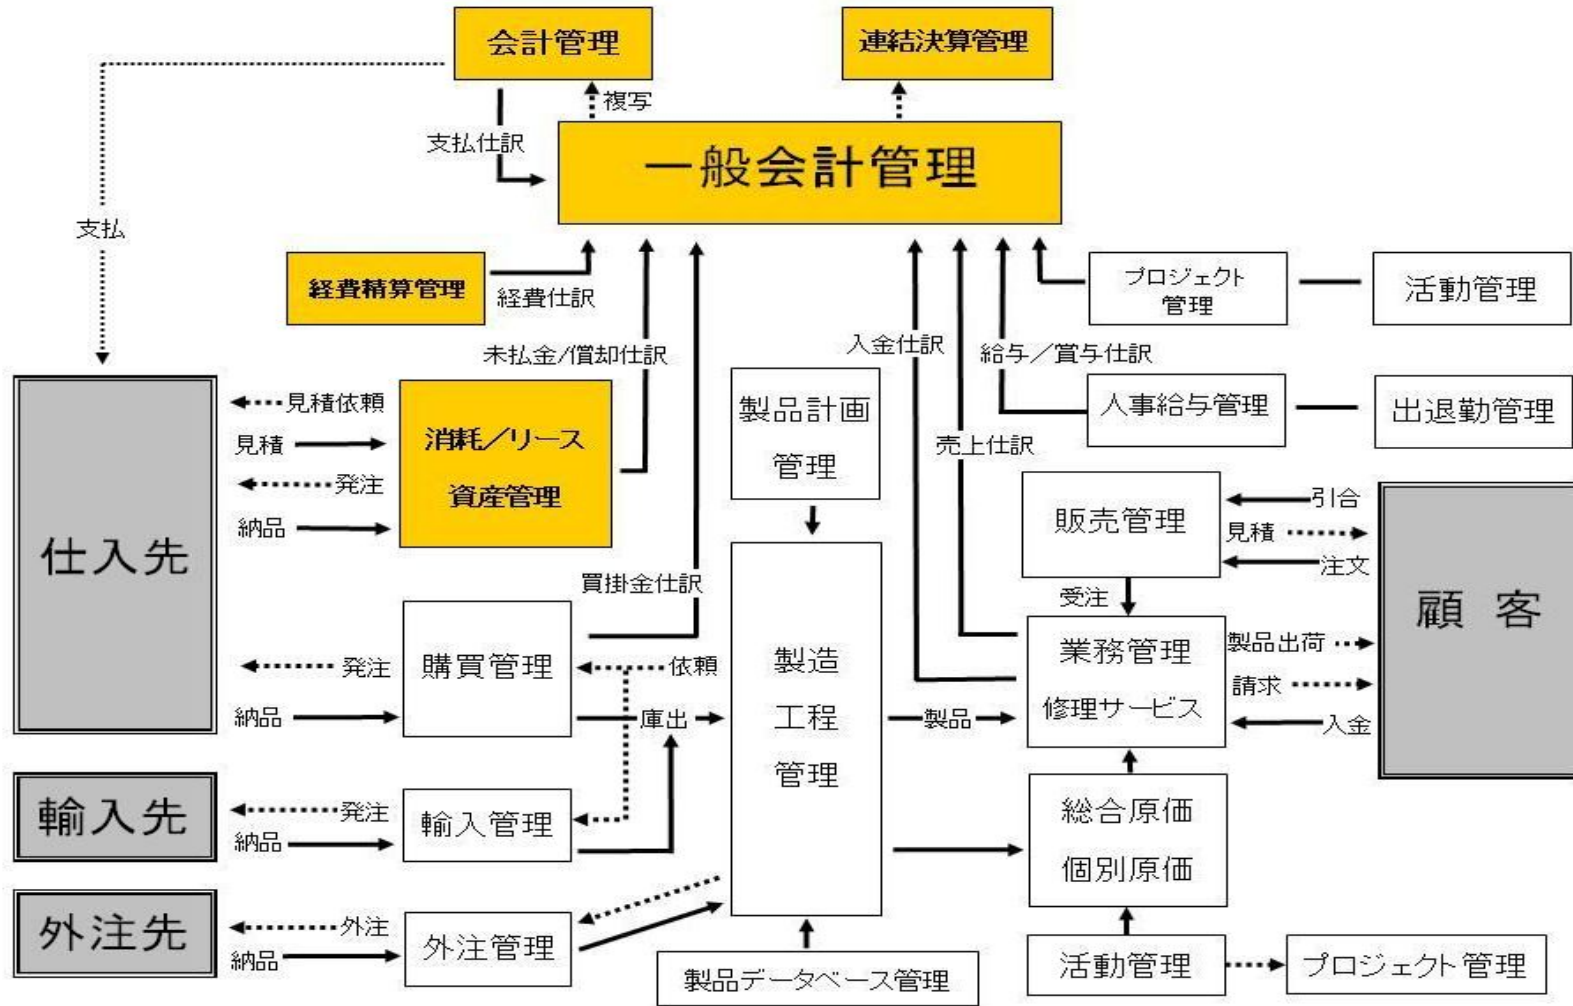 会計管理
連結決算管理
複写
支払仕訳
一般会計管理
支払
経費精算管理
経費仕訳
プロジェクト
管理
活動管理
未払金/償却仕訳
入金仕訳
給与／賞与仕訳
見積依頼
見積
発注
納品
消耗／リース
資産管理
製品計画
管理
人事給与管理
出退勤管理
売上仕訳
仕入先
販売管理
引合
見積
注文
顧 客
買掛金仕訳
受注
発注
納品
購買管理
依頼
庫出
製造
工程
管理
製品
業務管理
修理サービス
製品出荷
請求
入金
輸入先
発注
納品
輸入管理
総合原価
個別原価
外注先
外注
納品
外注管理
製品データベース管理
活動管理
プロジェクト管理